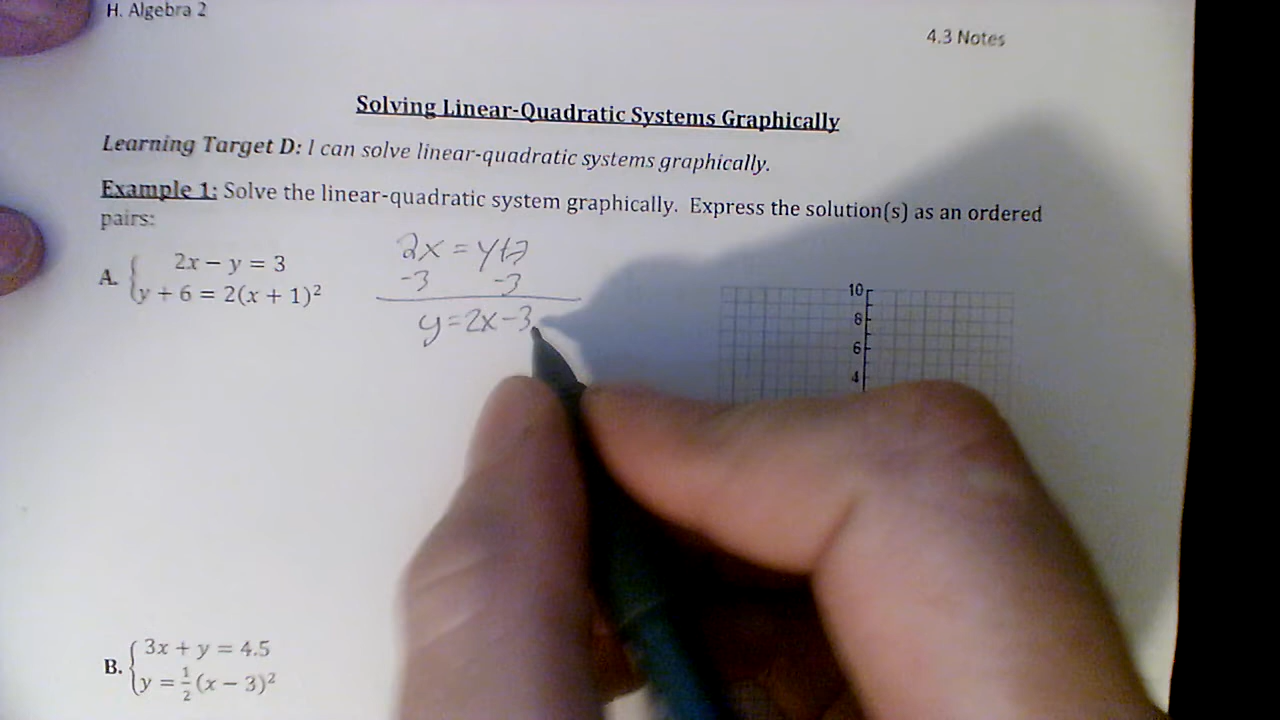 H. Algebra 2
4.3 Notes
Solving Linear-Quadratic Systems Graphically
Learning Target D: I can solve linear-quadratic systems graphically.
Example 1: Solve the linear-quadratic system graphically. Express the solution(s) as an ordered
pairs:
A. { 2x − y = 3
y + 6 = 2(x + 1)²
2x = y+3
-3 -3
y=2x-3
10
8
6
4
B. { 3x + y = 4.5
y = 1/2 (x − 3)²